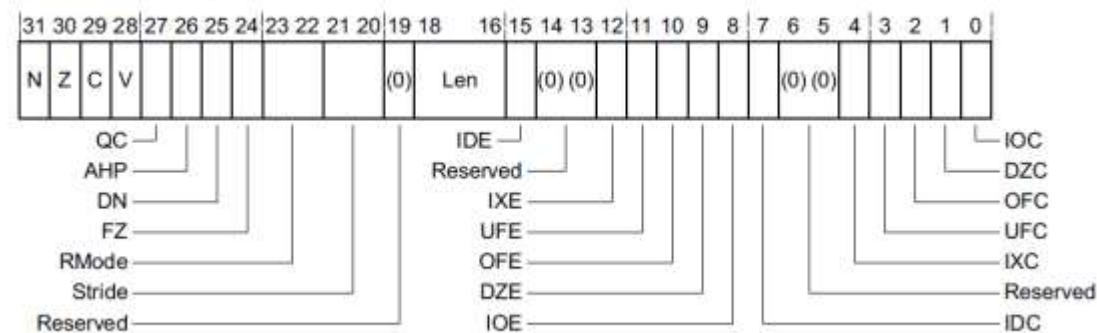 31 30 29 28 27 26 25 24 23 22 21 20 19 18 16 15 14 13 12 11 10 9 8 7 6 5 4 3 2 1 0
N Z C V (0) Len (0) (0) (0) (0)
QC IDE IOC
AHP Reserved DZC
DN IXE OFC
FZ UFE UFC
RMode OFE IXC
Stride DZE Reserved
Reserved IOE IDC